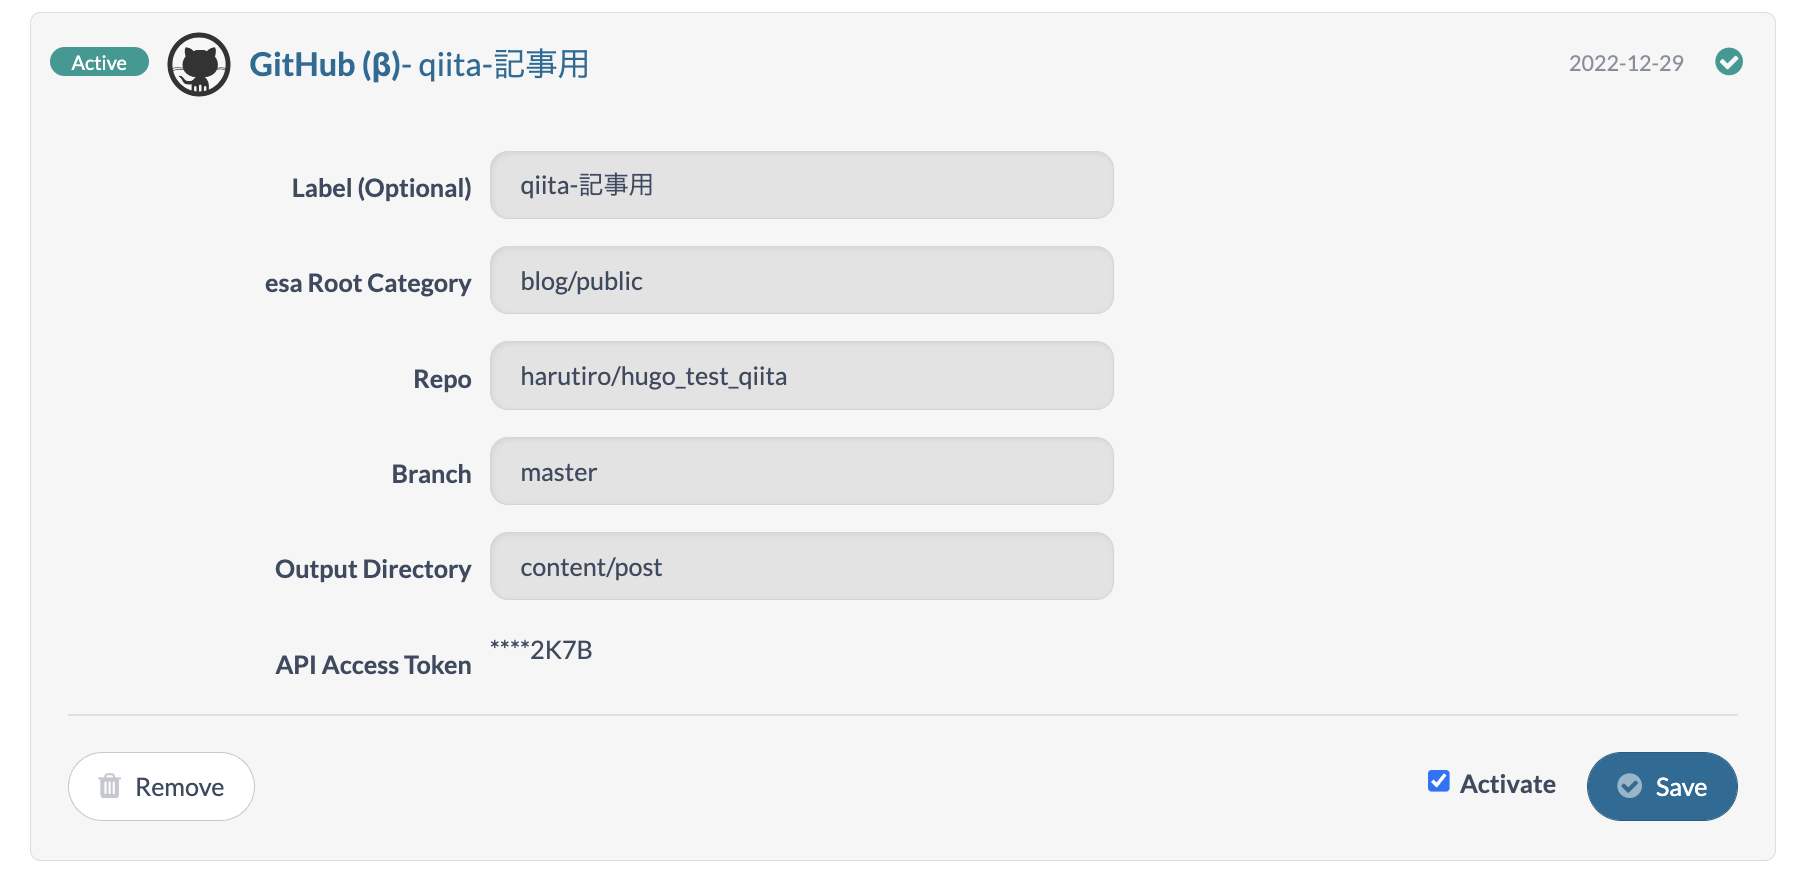 Active
GitHub (β)- qiita-記事用
2022-12-29
Label (Optional)
qiita-記事用
esa Root Category
blog/public
Repo
harutiro/hugo_test_qiita
Branch
master
Output Directory
content/post
API Access Token
****2K7B
Remove
Activate
Save